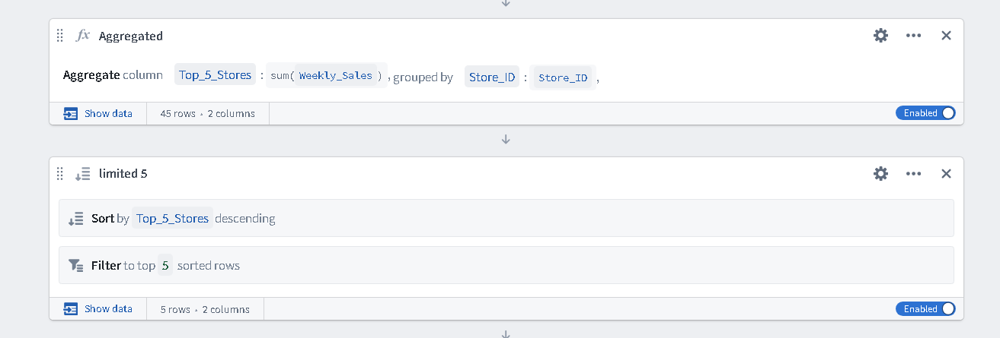 fx Aggregated
Aggregate column Top_5_Stores : sum( Weekly_Sales ) , grouped by Store_ID : Store_ID ,
Show data 45 rows • 2 columns Enabled
limited 5
Sort by Top_5_Stores descending
Filter to top 5 sorted rows
Show data 5 rows • 2 columns Enabled